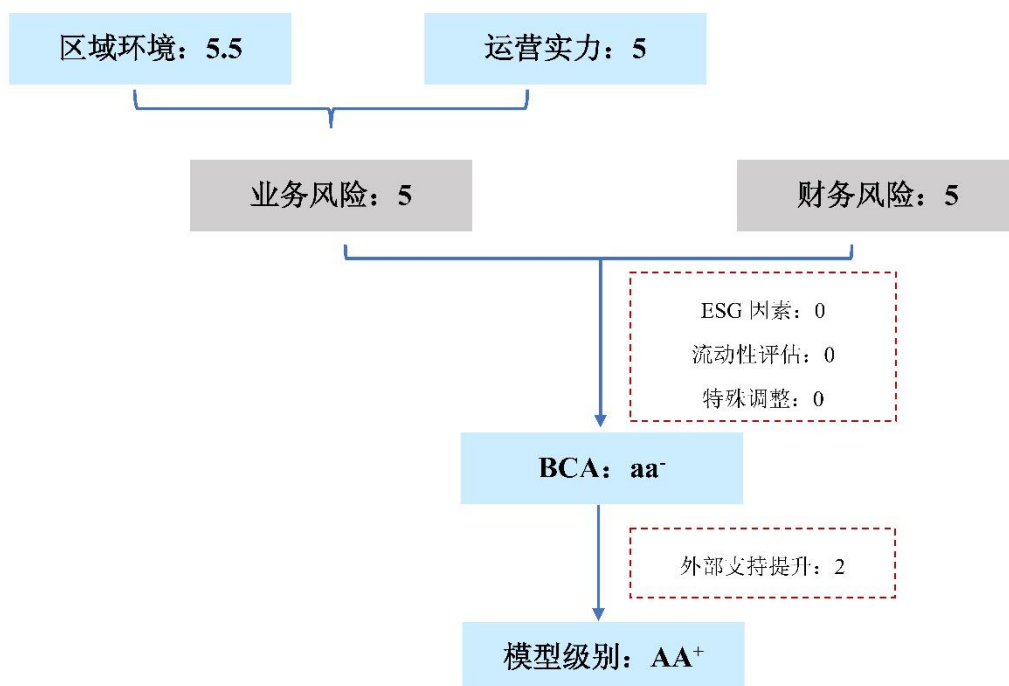 区域环境：5.5
运营实力：5
业务风险：5
财务风险：5
ESG 因素：0
流动性评估：0
特殊调整：0
BCA：aa⁻
外部支持提升：2
模型级别：AA⁺